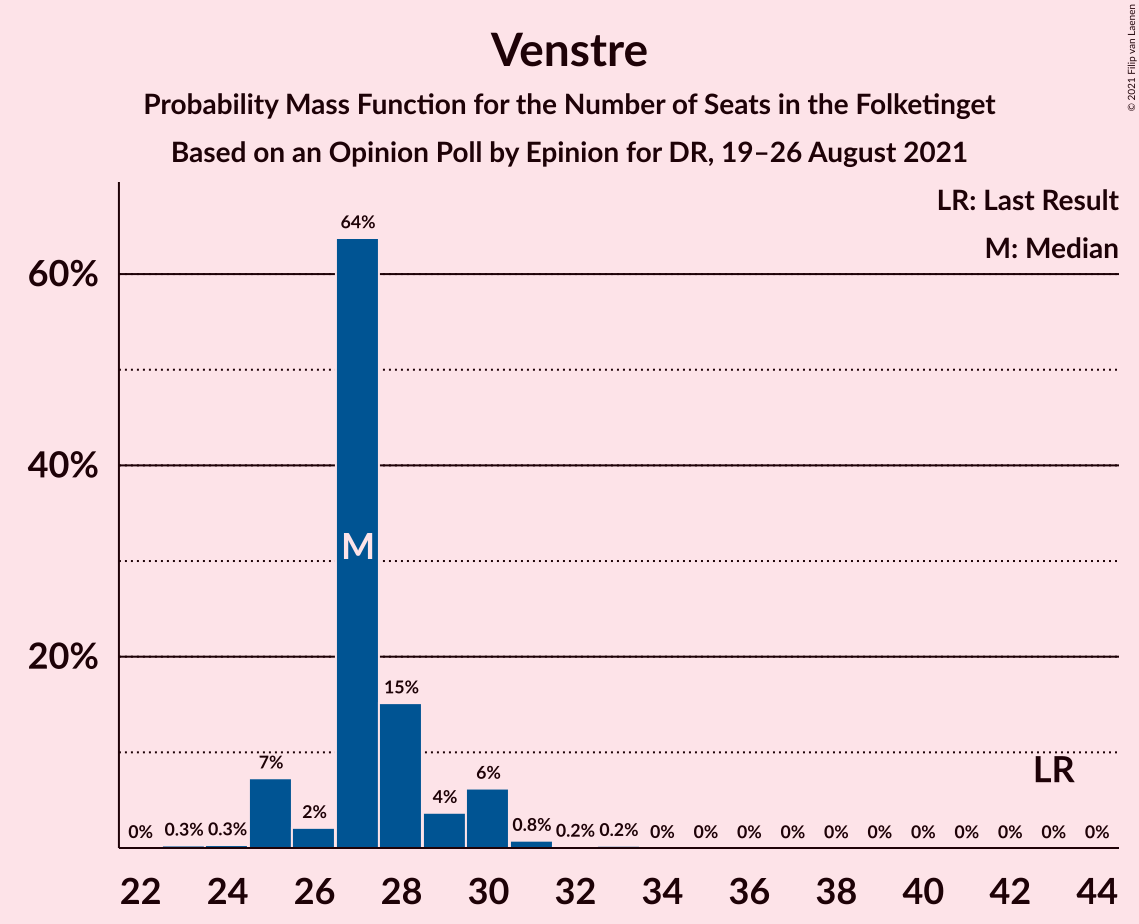 Venstre
Probability Mass Function for the Number of Seats in the Folketinget
Based on an Opinion Poll by Epinion for DR, 19–26 August 2021
© 2021 Filip van Laenen
LR: Last Result
M: Median
60%
40%
20%
0%
0.3%
0.3%
7%
2%
64%
15%
4%
6%
0.8%
0.2%
0.2%
0%
0%
0%
0%
0%
0%
0%
0%
0%
0%
0%
M
LR
22 24 26 28 30 32 34 36 38 40 42 44